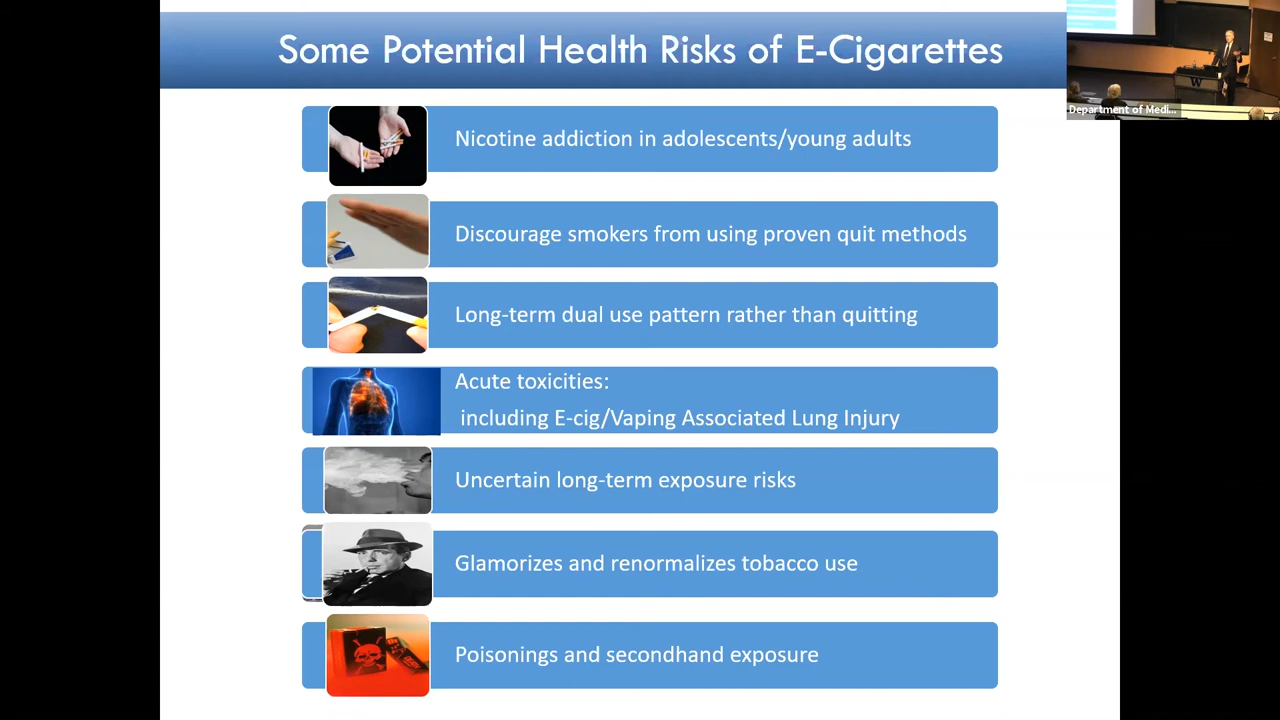 Some Potential Health Risks of E-Cigarettes
Department of Medi...
W
Nicotine addiction in adolescents/young adults
Discourage smokers from using proven quit methods
Long-term dual use pattern rather than quitting
Acute toxicities:
including E-cig/Vaping Associated Lung Injury
Uncertain long-term exposure risks
Glamorizes and renormalizes tobacco use
Poisonings and secondhand exposure